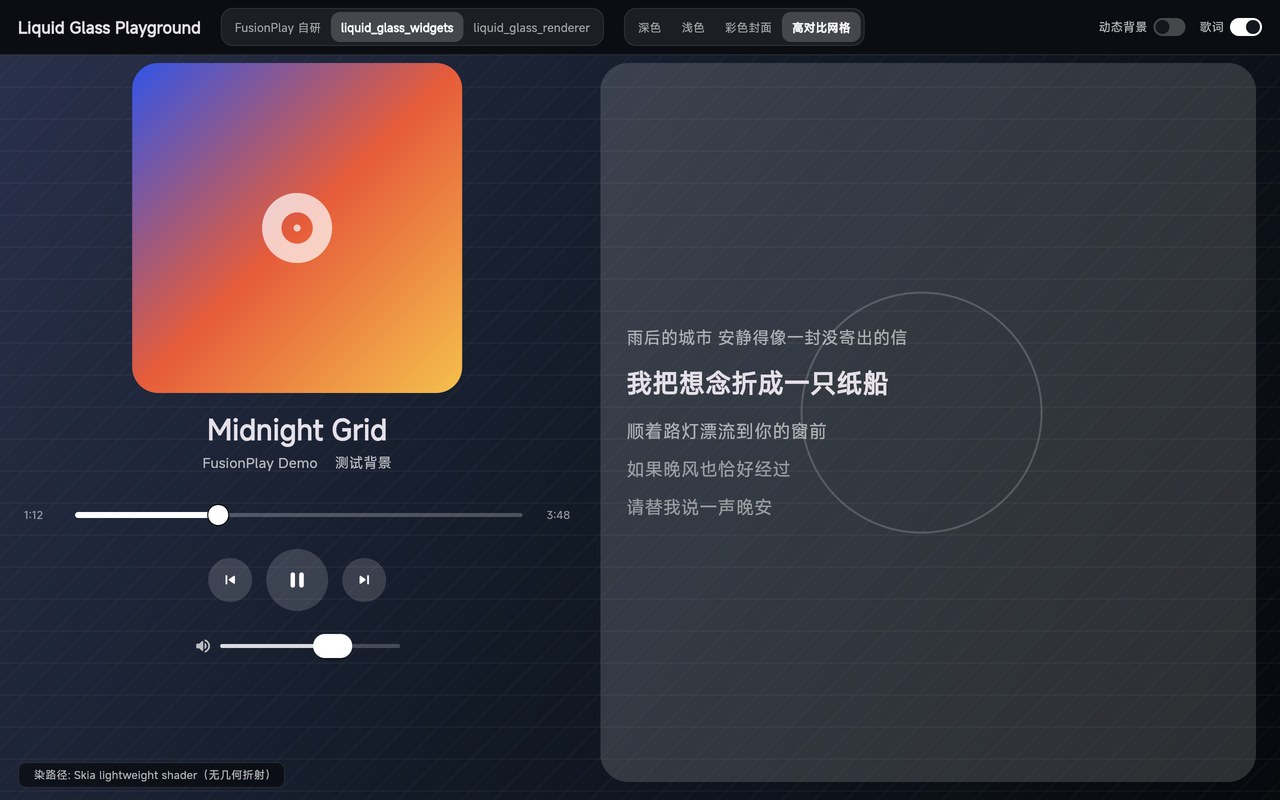 Liquid Glass Playground
FusionPlay 自研
liquid_glass_widgets
liquid_glass_renderer
深色
浅色
彩色封面
高对比网格
动态背景
歌词
Midnight Grid
FusionPlay Demo 测试背景
1:12
3:48
雨后的城市 安静得像一封没寄出的信
我把想念折成一只纸船
顺着路灯漂流到你的窗前
如果晚风也恰好经过
请替我说一声晚安
染路径: Skia lightweight shader（无几何折射）